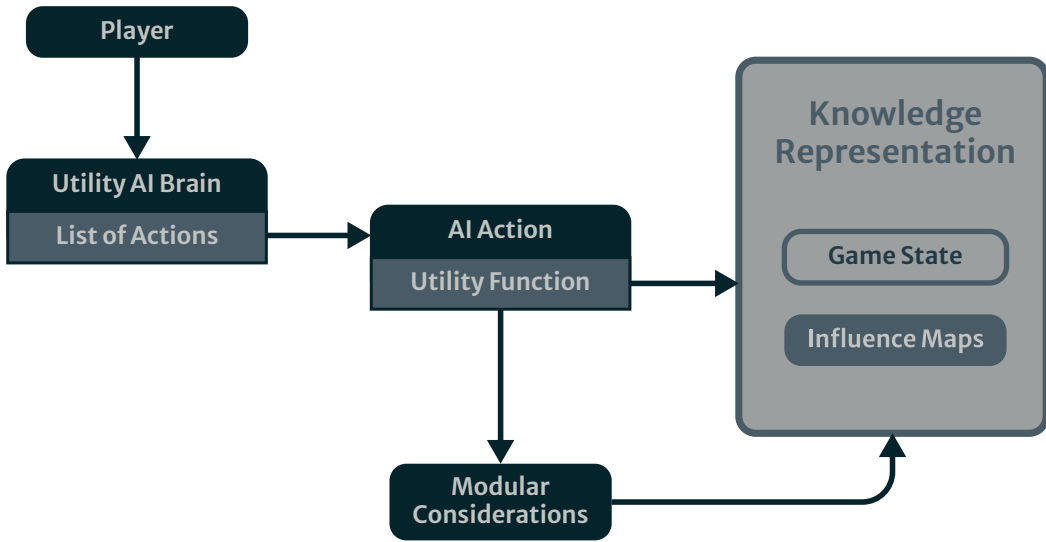 Player
Utility AI Brain
List of Actions
AI Action
Utility Function
Modular
Considerations
Knowledge
Representation
Game State
Influence Maps